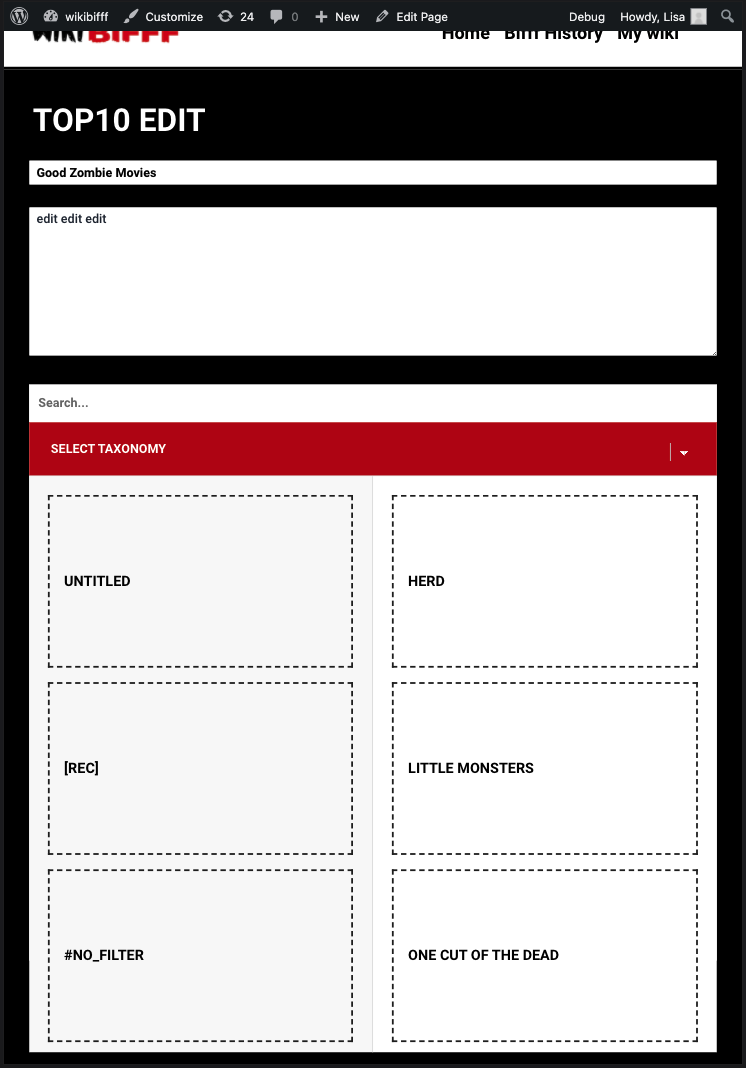 wikibifff Customize 24 0 New Edit Page Debug Howdy, Lisa
WIKIBIFFF Home Bifff History My wiki
TOP10 EDIT
Good Zombie Movies
edit edit edit
Search...
SELECT TAXONOMY
UNTITLED
HERD
[REC]
LITTLE MONSTERS
#NO_FILTER
ONE CUT OF THE DEAD